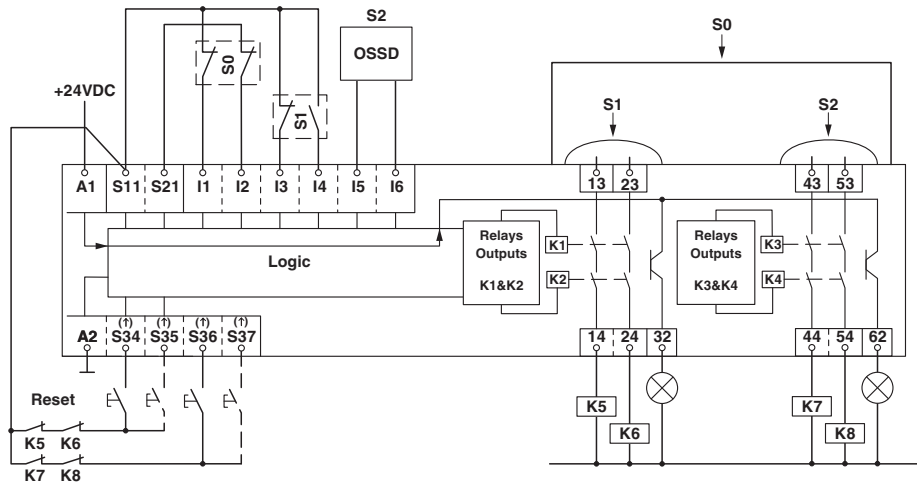 S2
OSSD
S0
S0
+24VDC
S1
S1
S2
A1 S11 S21 I1 I2 I3 I4 I5 I6
13 23
43 53
Logic
Relays
Outputs
K1&K2
K1
K2
Relays
Outputs
K3&K4
K3
K4
(↑) (↑) (↑) (↑)
A2 S34 S35 S36 S37
14 24 32
44 54 62
Reset
K5 K6
K7 K8
K5
K6
K7
K8